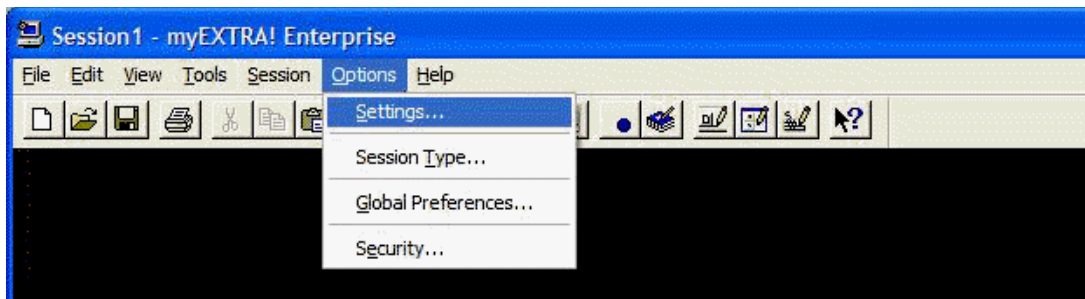 Session1 - myEXTRA! Enterprise
File Edit View Tools Session Options Help
Settings...
Session Type...
Global Preferences...
Security...